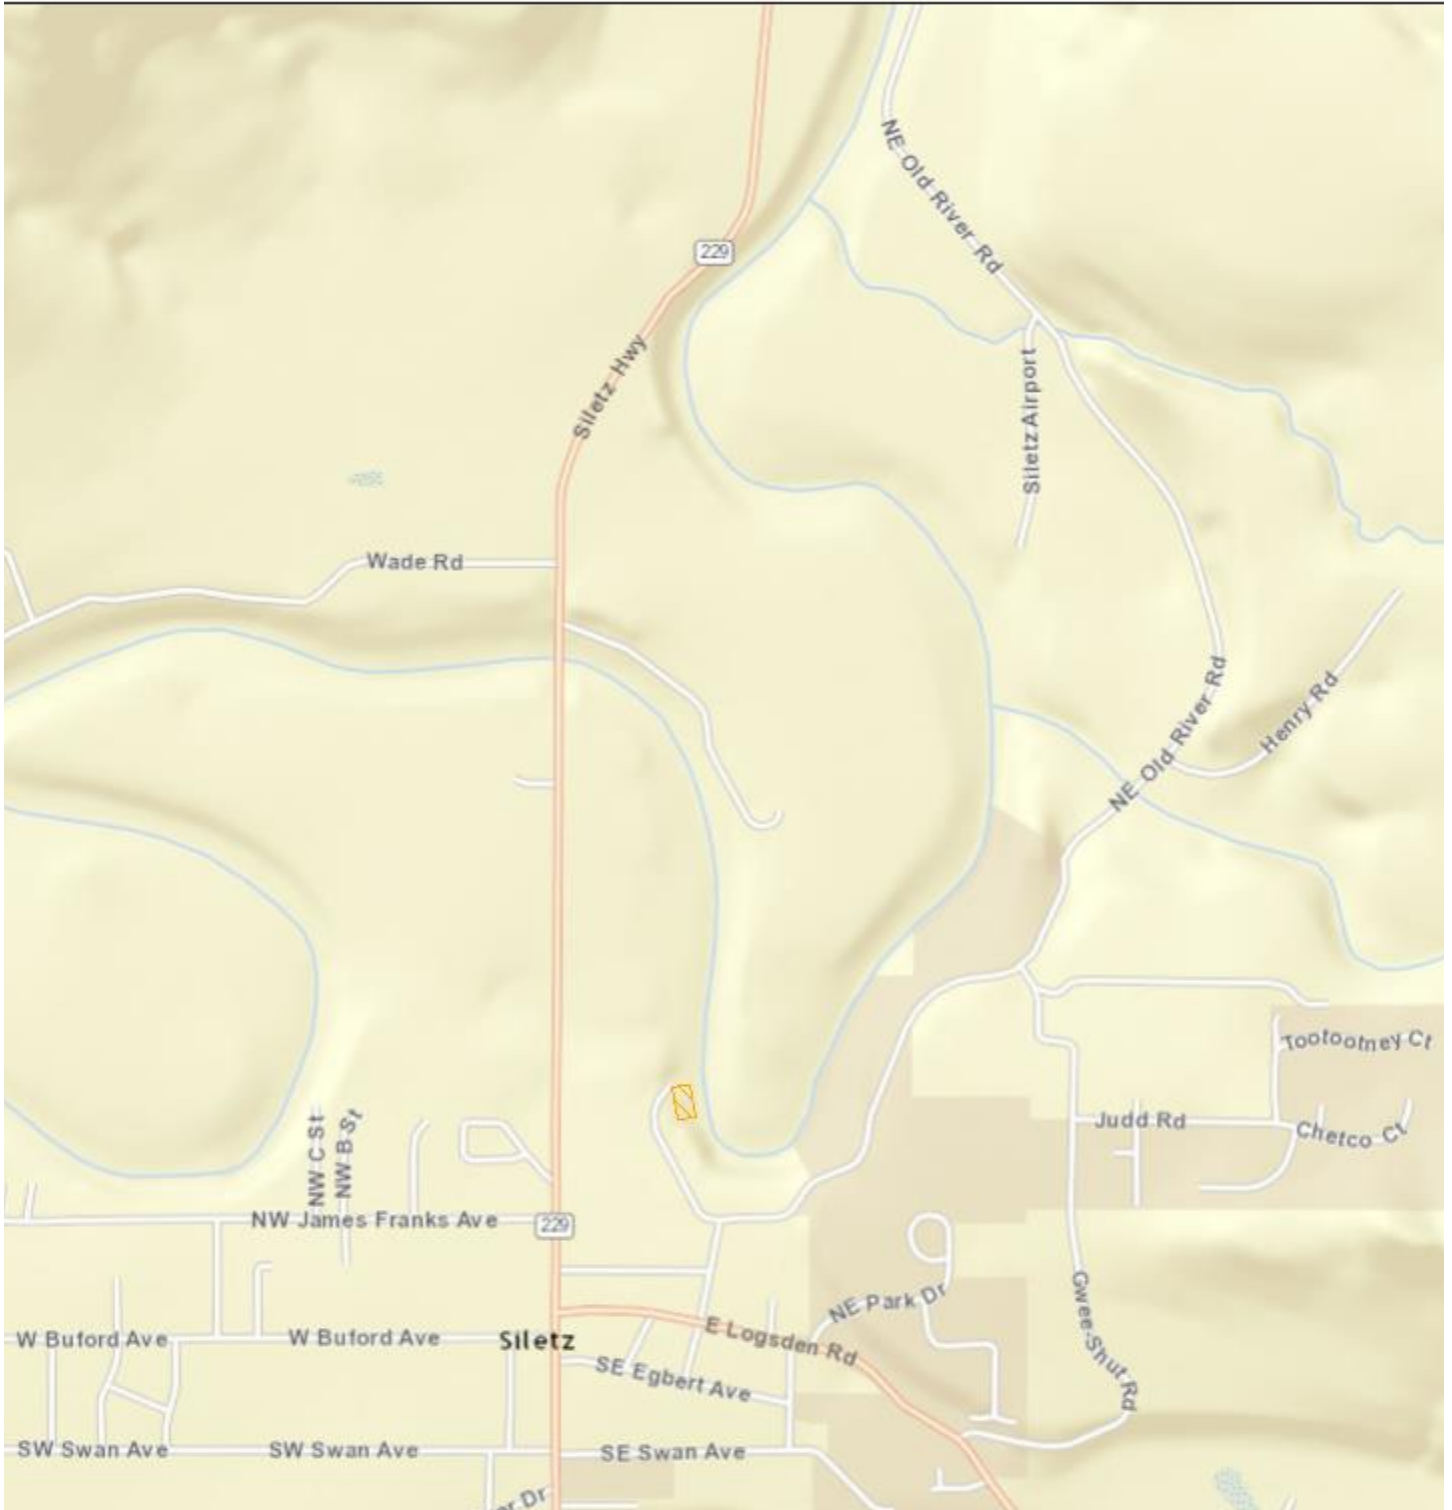 NE Old River Rd
229
Siletz Hwy
Siletz Airport
Wade Rd
NE Old River Rd
Henry Rd
Tootootney Ct
Judd Rd
Chetco Ct
NW C St
NW B St
NW James Franks Ave
229
Gwee-Shut Rd
NE Park Dr
W Buford Ave
W Buford Ave
Siletz
E Logsden Rd
SE Egbert Ave
SW Swan Ave
SW Swan Ave
SE Swan Ave
Dr